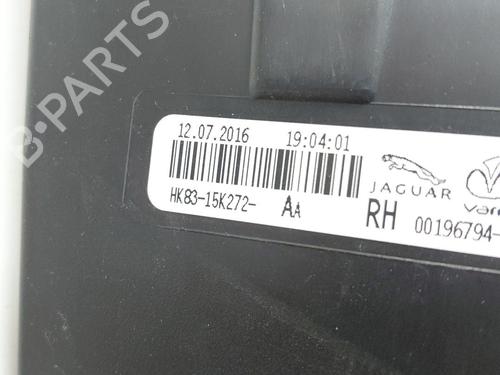 B-PARTS
12.07.2016 19:04:01
JAGUAR
HK83-15K272- AA RH 00196794-